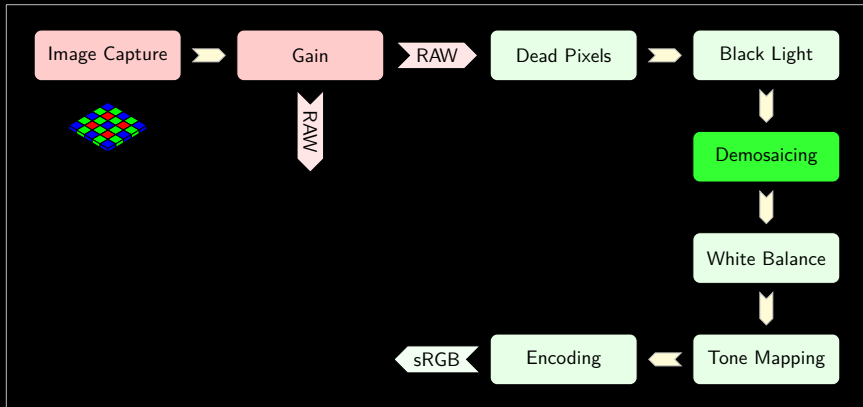 Image Capture
Gain
RAW
Dead Pixels
Black Light
RAW
Demosaicing
White Balance
Tone Mapping
Encoding
sRGB